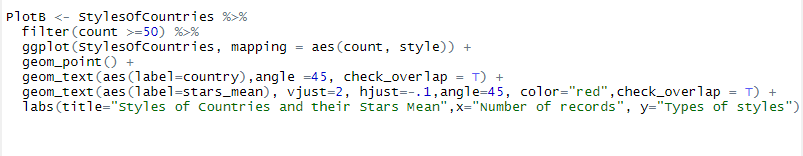 PlotB <- StylesOfCountries %>%
filter(count >=50) %>%
ggplot(StylesOfCountries, mapping = aes(count, style)) +
geom_point() +
geom_text(aes(label=country),angle =45, check_overlap = T) +
geom_text(aes(label=stars_mean), vjust=2, hjust=-.1,angle=45, color="red",check_overlap = T) +
labs(title="Styles of Countries and their Stars Mean",x="Number of records", y="Types of styles")